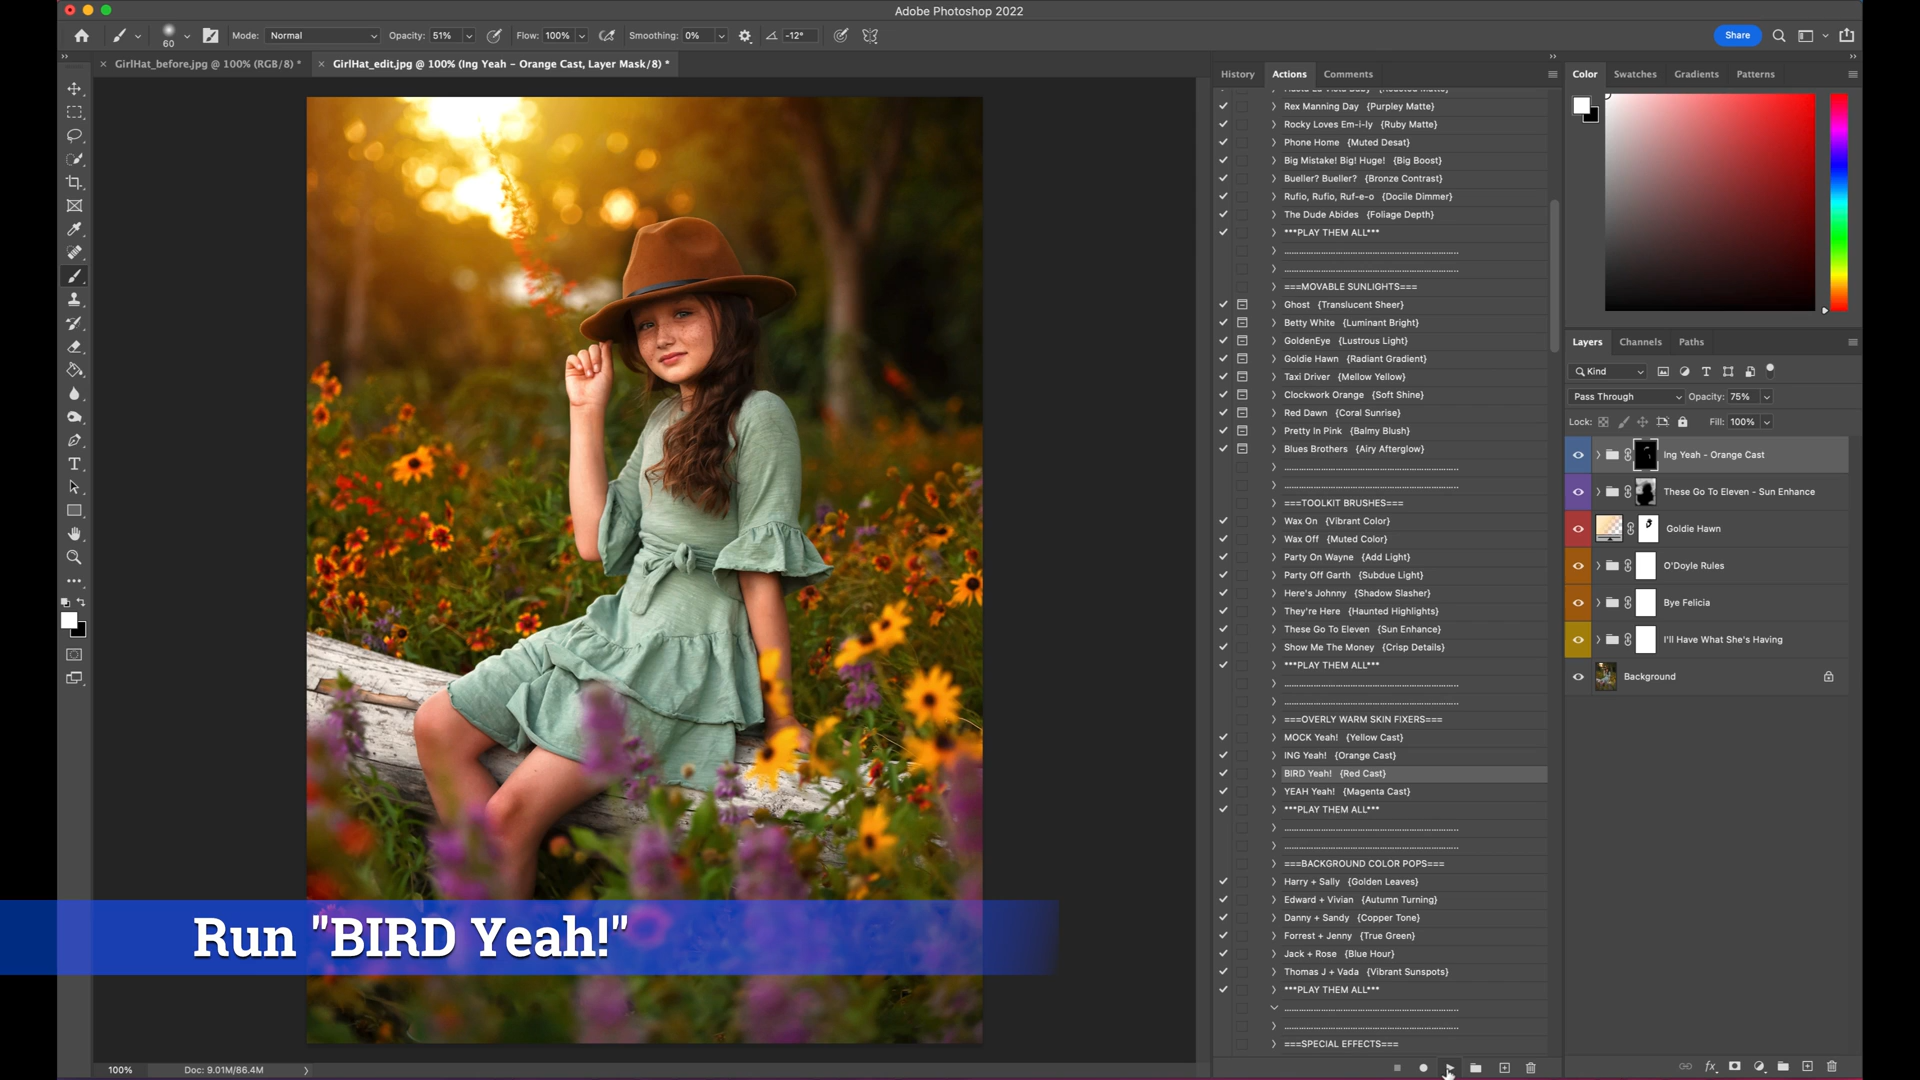 Adobe Photoshop 2022
60
Mode: Normal
Opacity: 51%
Flow: 100%
Smoothing: 0%
-12°
Share
GirlHat_before.jpg @ 100% (RGB/8) *
GirlHat_edit.jpg @ 100% (Ing Yeah - Orange Cast, Layer Mask/8) *
History
Actions
Comments
Rex Manning Day {Purpley Matte}
Rocky Loves Em-i-ly {Ruby Matte}
Phone Home {Muted Desat}
Big Mistake! Big! Huge! {Big Boost}
Bueller? Bueller? {Bronze Contrast}
Rufio, Rufio, Ruf-e-o {Docile Dimmer}
The Dude Abides {Foliage Depth}
***PLAY THEM ALL***
===MOVABLE SUNLIGHTS===
Ghost {Translucent Sheer}
Betty White {Luminant Bright}
GoldenEye {Lustrous Light}
Goldie Hawn {Radiant Gradient}
Taxi Driver {Mellow Yellow}
Clockwork Orange {Soft Shine}
Red Dawn {Coral Sunrise}
Pretty In Pink {Balmy Blush}
Blues Brothers {Airy Afterglow}
===TOOLKIT BRUSHES===
Wax On {Vibrant Color}
Wax Off {Muted Color}
Party On Wayne {Add Light}
Party Off Garth {Subdue Light}
Here's Johnny {Shadow Slasher}
They're Here {Haunted Highlights}
These Go To Eleven {Sun Enhance}
Show Me The Money {Crisp Details}
***PLAY THEM ALL***
===OVERLY WARM SKIN FIXERS===
MOCK Yeah! {Yellow Cast}
ING Yeah! {Orange Cast}
BIRD Yeah! {Red Cast}
YEAH Yeah! {Magenta Cast}
***PLAY THEM ALL***
===BACKGROUND COLOR POPS===
Harry + Sally {Golden Leaves}
Edward + Vivian {Autumn Turning}
Danny + Sandy {Copper Tone}
Forrest + Jenny {True Green}
Jack + Rose {Blue Hour}
Thomas J + Vada {Vibrant Sunspots}
***PLAY THEM ALL***
===SPECIAL EFFECTS===
Color
Swatches
Gradients
Patterns
Layers
Channels
Paths
Kind
Pass Through
Opacity: 75%
Lock:
Fill: 100%
Ing Yeah - Orange Cast
These Go To Eleven - Sun Enhance
Goldie Hawn
O'Doyle Rules
Bye Felicia
I'll Have What She's Having
Background
Run "BIRD Yeah!"
100%
Doc: 9.01M/86.4M